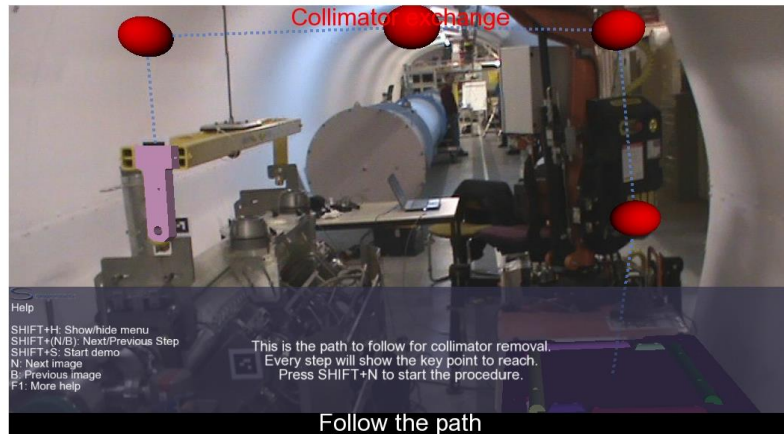 Collimator exchange
Help
SHIFT+H: Show/hide menu
SHIFT+(N/B): Next/Previous Step
SHIFT+S: Start demo
N: Next image
B: Previous image
F1: More help
This is the path to follow for collimator removal.
Every step will show the key point to reach.
Press SHIFT+N to start the procedure.
Follow the path